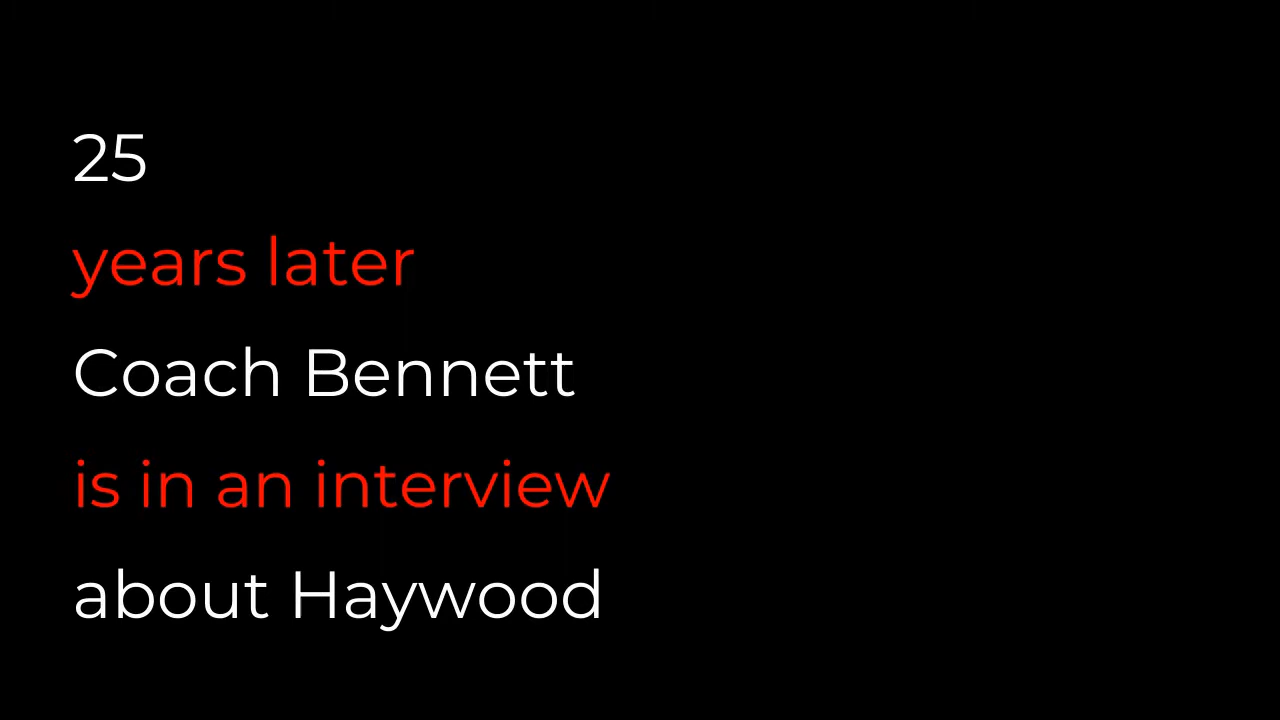 25
years later
Coach Bennett
is in an interview
about Haywood